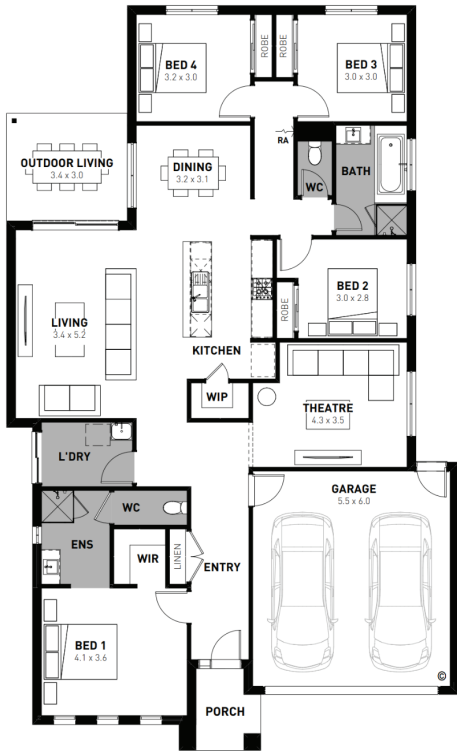 BED 4
3.2 x 3.0
ROBE
ROBE
BED 3
3.0 x 3.0
OUTDOOR LIVING
3.4 x 3.0
DINING
3.2 x 3.1
RA
WC
BATH
BED 2
3.0 x 2.8
ROBE
LIVING
3.4 x 5.2
KITCHEN
WIP
THEATRE
4.3 x 3.5
L'DRY
WC
ENS
WIR
LINEN
ENTRY
GARAGE
5.5 x 6.0
BED 1
4.1 x 3.6
PORCH
©